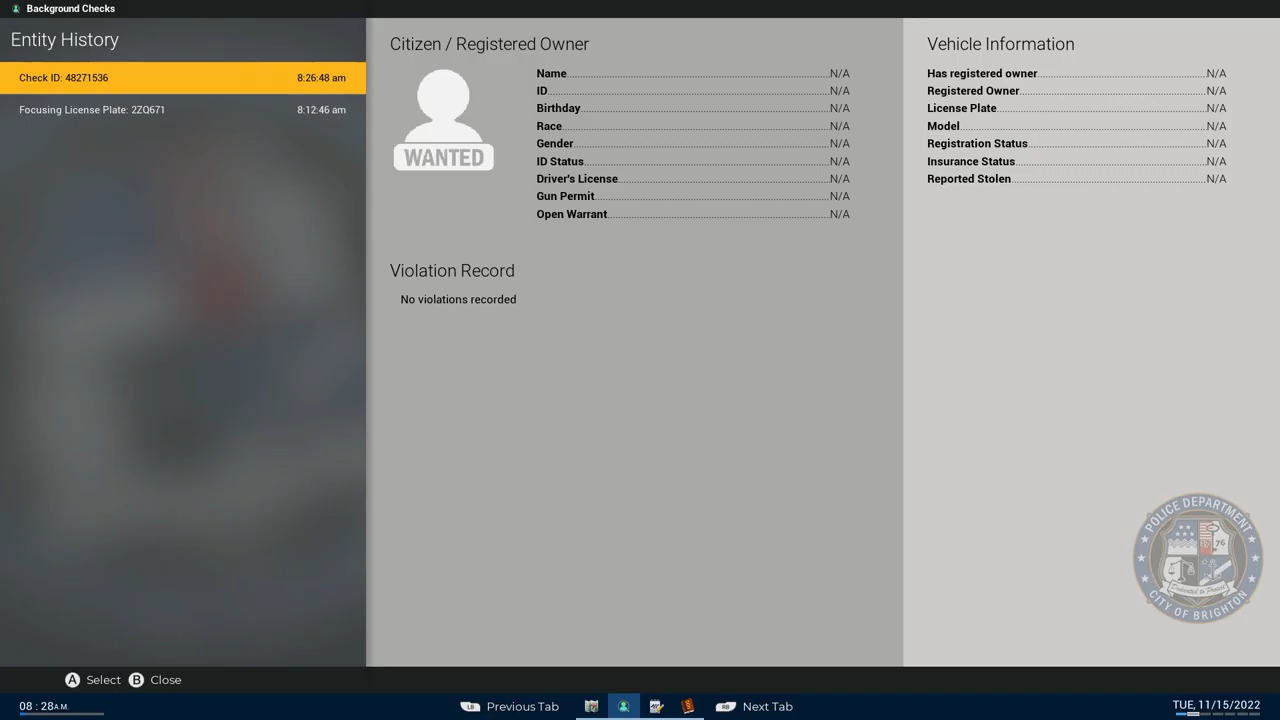 Background Checks
Entity History
Check ID: 48271536 8:26:48 am
Focusing License Plate: 2ZQ671 8:12:46 am
Citizen / Registered Owner
WANTED
Name N/A
ID N/A
Birthday N/A
Race N/A
Gender N/A
ID Status N/A
Driver's License N/A
Gun Permit N/A
Open Warrant N/A
Violation Record
No violations recorded
Vehicle Information
Has registered owner N/A
Registered Owner N/A
License Plate N/A
Model N/A
Registration Status N/A
Insurance Status N/A
Reported Stolen N/A
POLICE DEPARTMENT
76
Dedicated to Protect
CITY OF BRIGHTON
A Select B Close
08 : 28 A.M.
LB Previous Tab
RB Next Tab
TUE, 11/15/2022